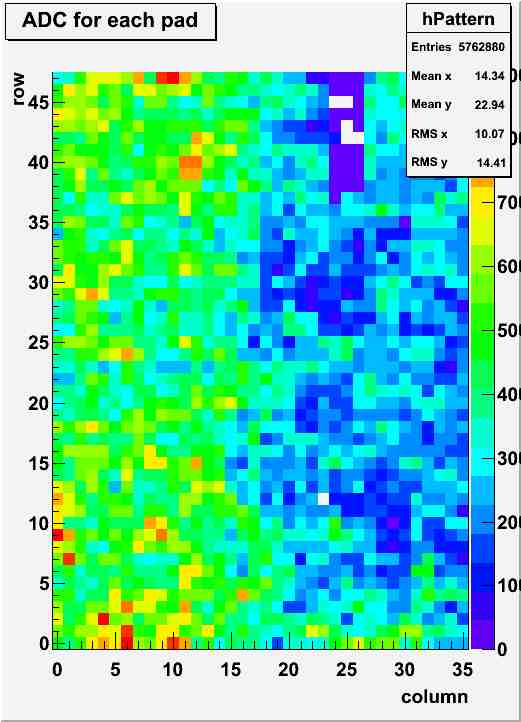 ADC for each pad
hPattern
Entries 5762880
Mean x 14.34
Mean y 22.94
RMS x 10.07
RMS y 14.41
row
45
40
35
30
25
20
15
10
5
0
700
600
500
400
300
200
100
0
0 5 10 15 20 25 30 35
column